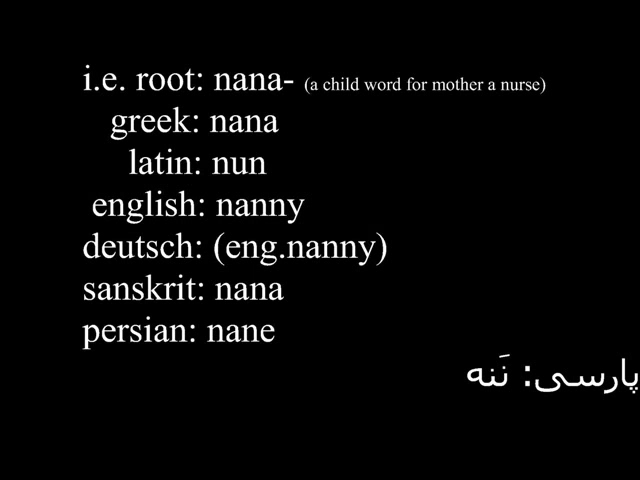 i.e. root: nana- (a child word for mother a nurse)
greek: nana
latin: nun
english: nanny
deutsch: (eng.nanny)
sanskrit: nana
persian: nane
پارسی: نَنه